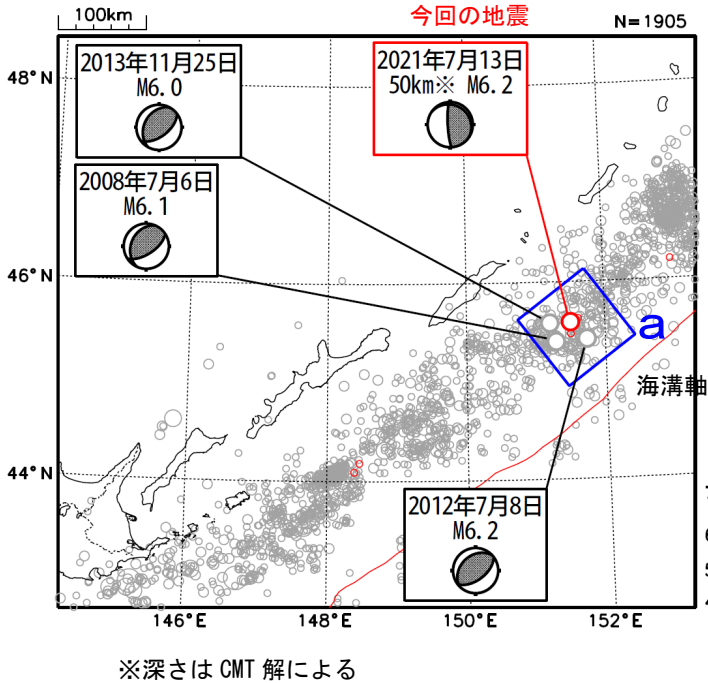 100km
今回の地震
N=1905
48°N
2013年11月25日
M6.0
2021年7月13日
50km※ M6.2
2008年7月6日
M6.1
46°N
a
海溝軸
44°N
2012年7月8日
M6.2
146°E
148°E
150°E
152°E
※深さは CMT 解による